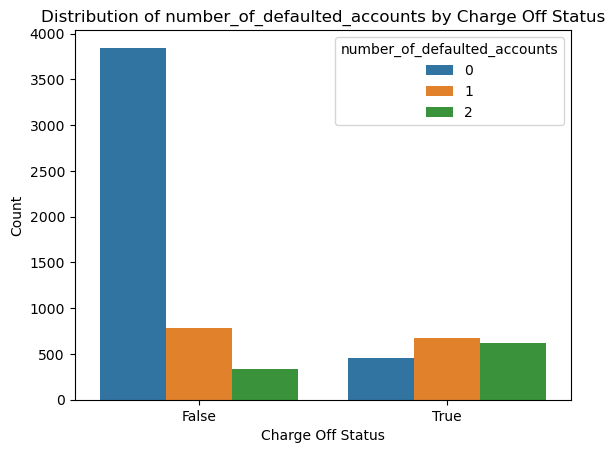 Distribution of number_of_defaulted_accounts by Charge Off Status
number_of_defaulted_accounts
0
1
2
4000
3500
3000
2500
2000
1500
1000
500
0
Count
False
True
Charge Off Status